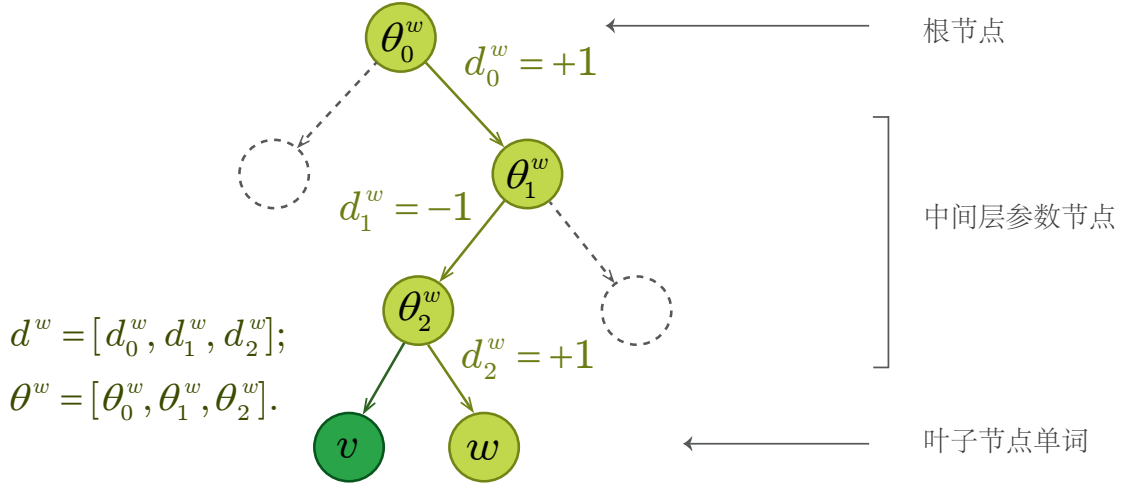 θ₀ʷ
d₀ʷ = +1
根节点
θ₁ʷ
d₁ʷ = −1
中间层参数节点
θ₂ʷ
dʷ = [d₀ʷ, d₁ʷ, d₂ʷ];
d₂ʷ = +1
θʷ = [θ₀ʷ, θ₁ʷ, θ₂ʷ].
v
w
叶子节点单词